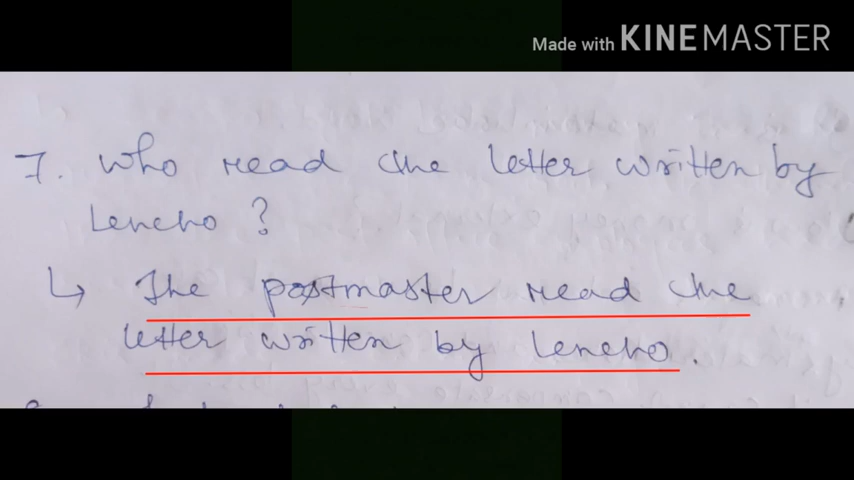 Made with KINEMASTER
7. Who read the letter written by
Lencho ?
↳ The postmaster read the
letter written by Lencho.